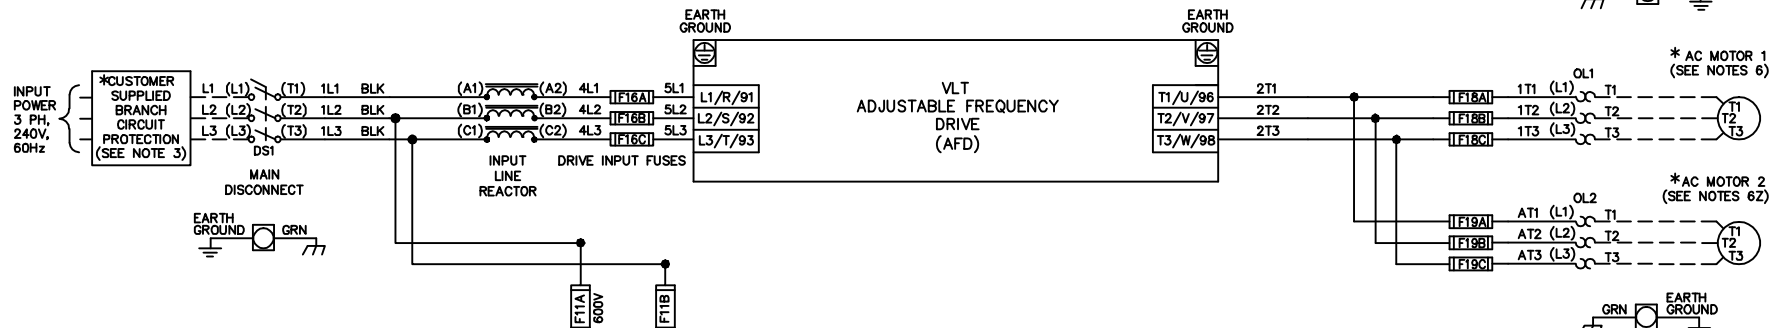 EARTH
GROUND
EARTH
GROUND
* AC MOTOR 1
(SEE NOTES 6)
INPUT
POWER
3 PH,
240V,
60Hz
*CUSTOMER
SUPPLIED
BRANCH
CIRCUIT
PROTECTION
(SEE NOTE 3)
L1 (L1) (T1) 1L1 BLK (A1) (A2) 4L1 F16A 5L1 L1/R/91
L2 (L2) (T2) 1L2 BLK (B1) (B2) 4L2 F16B 5L2 L2/S/92
L3 (L3) (T3) 1L3 BLK (C1) (C2) 4L3 F16C 5L3 L3/T/93
DS1
MAIN
DISCONNECT
INPUT
LINE
REACTOR
DRIVE INPUT FUSES
VLT
ADJUSTABLE FREQUENCY
DRIVE
(AFD)
T1/U/96 2T1
T2/V/97 2T2
T3/W/98 2T3
OL1
F18A 1T1 (L1) T1 T1
F18B 1T2 (L2) T2 T2
F18C 1T3 (L3) T3 T3
* AC MOTOR 2
(SEE NOTES 6Z)
OL2
F19A AT1 (L1) T1 T1
F19B AT2 (L2) T2 T2
F19C AT3 (L3) T3 T3
EARTH
GROUND GRN
F11A
600V
F11B
GRN EARTH
GROUND